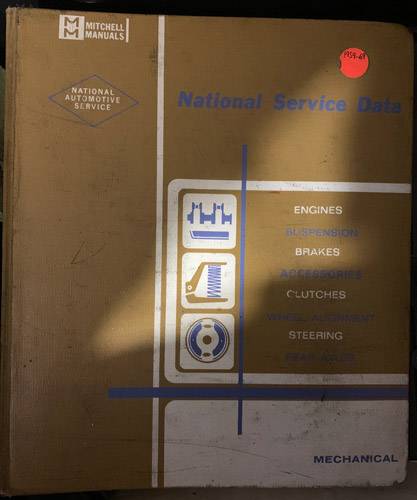 MITCHELL
MANUALS
1959-69
NATIONAL
AUTOMOTIVE
SERVICE
National Service Data
ENGINES
SUSPENSION
BRAKES
ACCESSORIES
CLUTCHES
WHEEL ALIGNMENT
STEERING
REAR AXLES
MECHANICAL